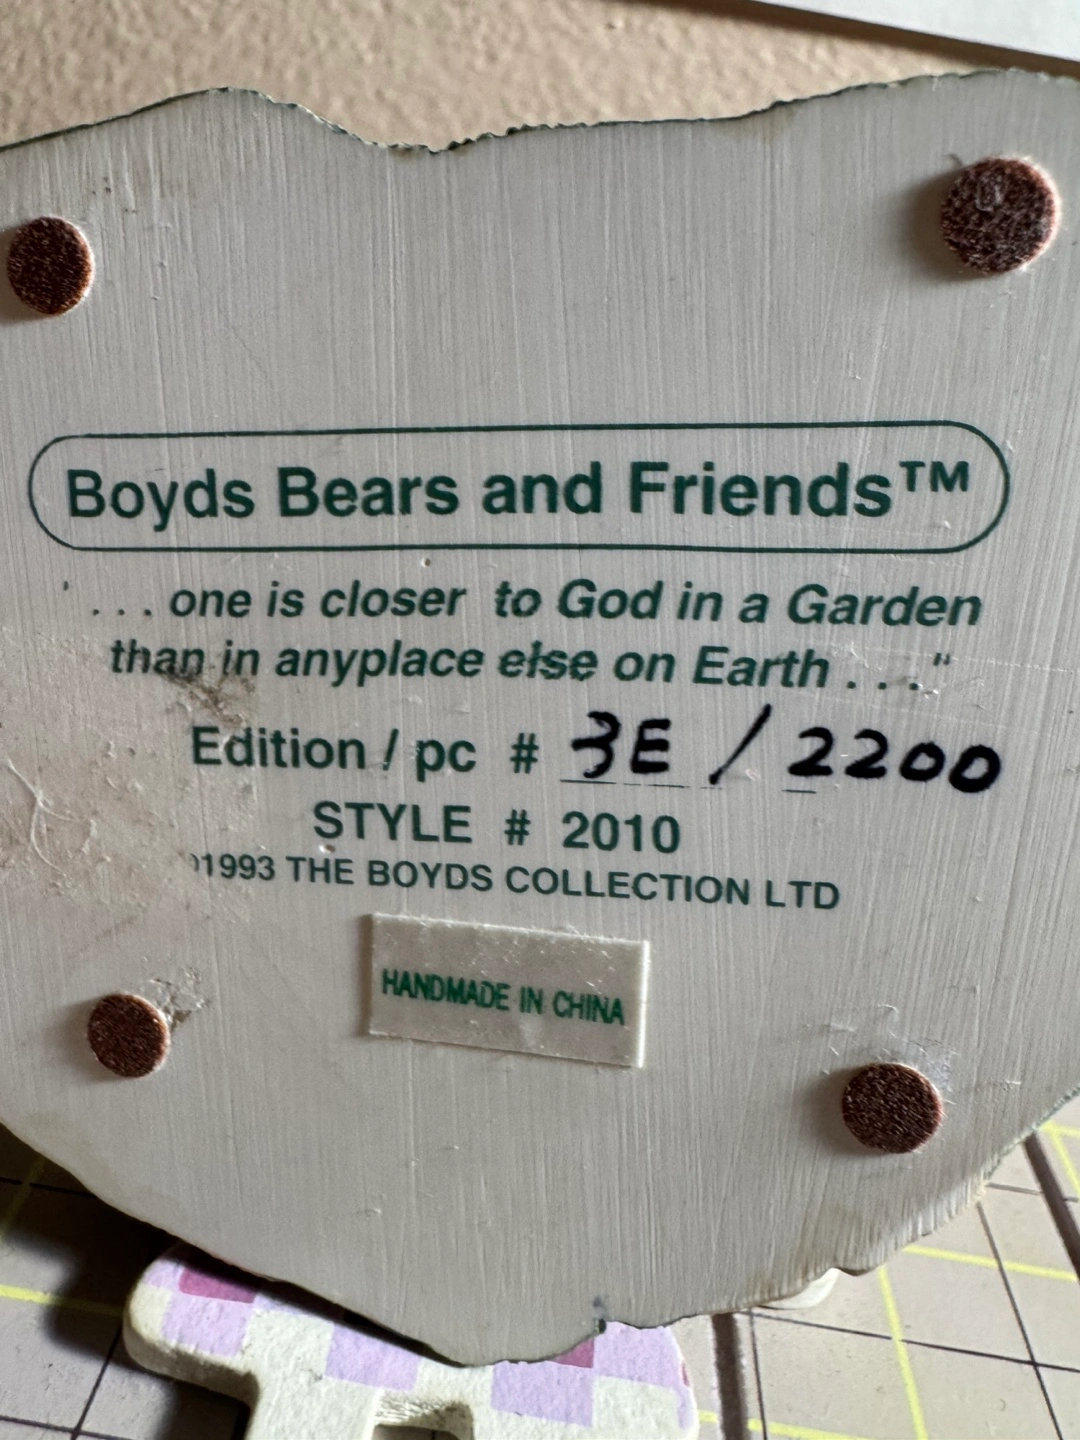 Boyds Bears and Friends™
'... one is closer to God in a Garden
than in anyplace else on Earth ..."
Edition / pc # 3E / 2200
STYLE # 2010
©1993 THE BOYDS COLLECTION LTD
HANDMADE IN CHINA